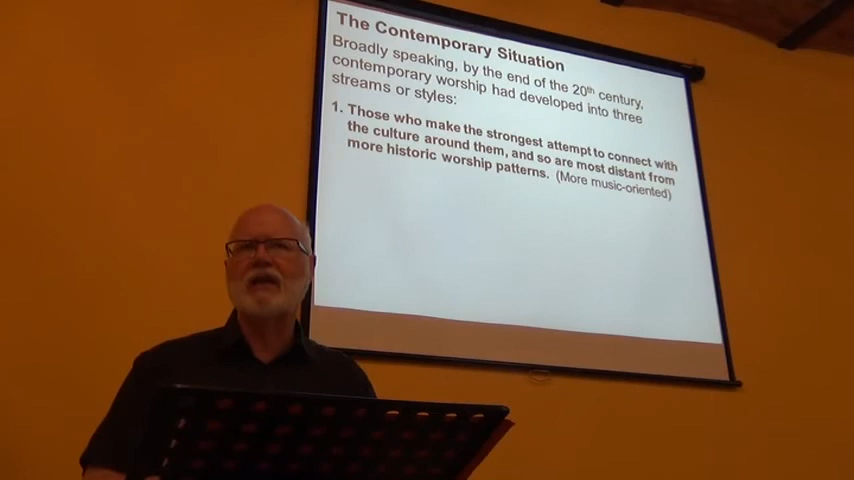 The Contemporary Situation
Broadly speaking, by the end of the 20th century,
contemporary worship had developed into three
streams or styles:
1. Those who make the strongest attempt to connect with
the culture around them, and so are most distant from
more historic worship patterns. (More music-oriented)